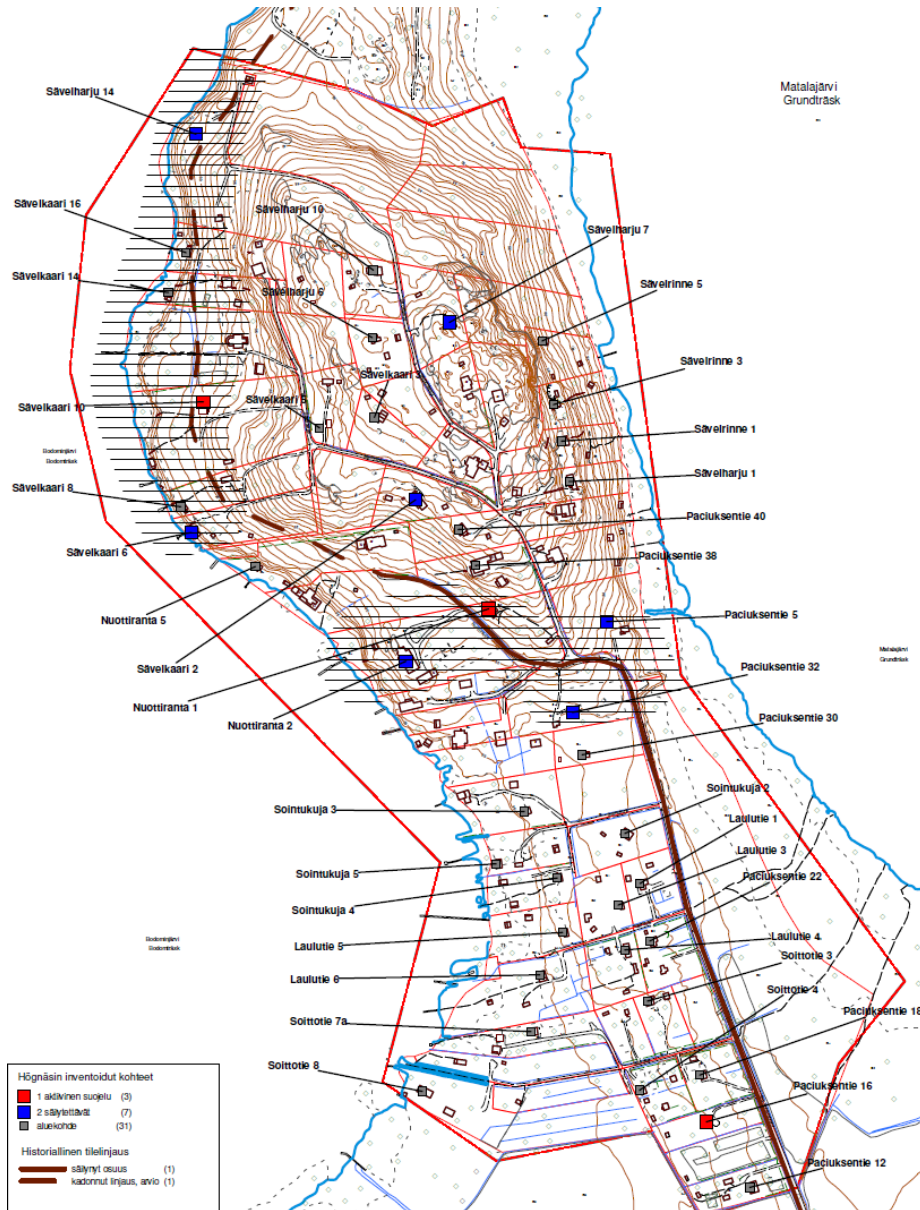 Matalajärvi
Grundträsk
Sävelharju 14
Sävelkaari 16
Sävelharju 10
Sävelharju 7
Sävelkaari 14
Sävelharju 6
Sävelrinne 5
Sävelkaari 3
Sävelrinne 3
Sävelkaari 10
Sävelkaari 5
Sävelrinne 1
Bodominjärvi
Bodominträsk
Sävelkaari 8
Sävelharju 1
Paciuksentie 40
Sävelkaari 6
Paciuksentie 38
Nuottiranta 5
Paciuksentie 5
Matalajärvi
Grundträsk
Sävelkaari 2
Paciuksentie 32
Nuottiranta 1
Nuottiranta 2
Paciuksentie 30
Sointukuja 2
Sointukuja 3
Laulutie 1
Laulutie 3
Sointukuja 5
Paciuksentie 22
Sointukuja 4
Laulutie 4
Bodominjärvi
Bodominträsk
Laulutie 5
Soittotie 3
Laulutie 6
Soittotie 4
Paciuksentie 18
Soittotie 7a
Soittotie 8
Paciuksentie 16
Paciuksentie 12
Högnäsin inventoidut kohteet
1 aktiivinen suojelu (3)
2 säilytettävät (7)
aluekohde (31)
Historiallinen tielinjaus
säilynyt osuus (1)
kadonnut linjaus, arvio (1)